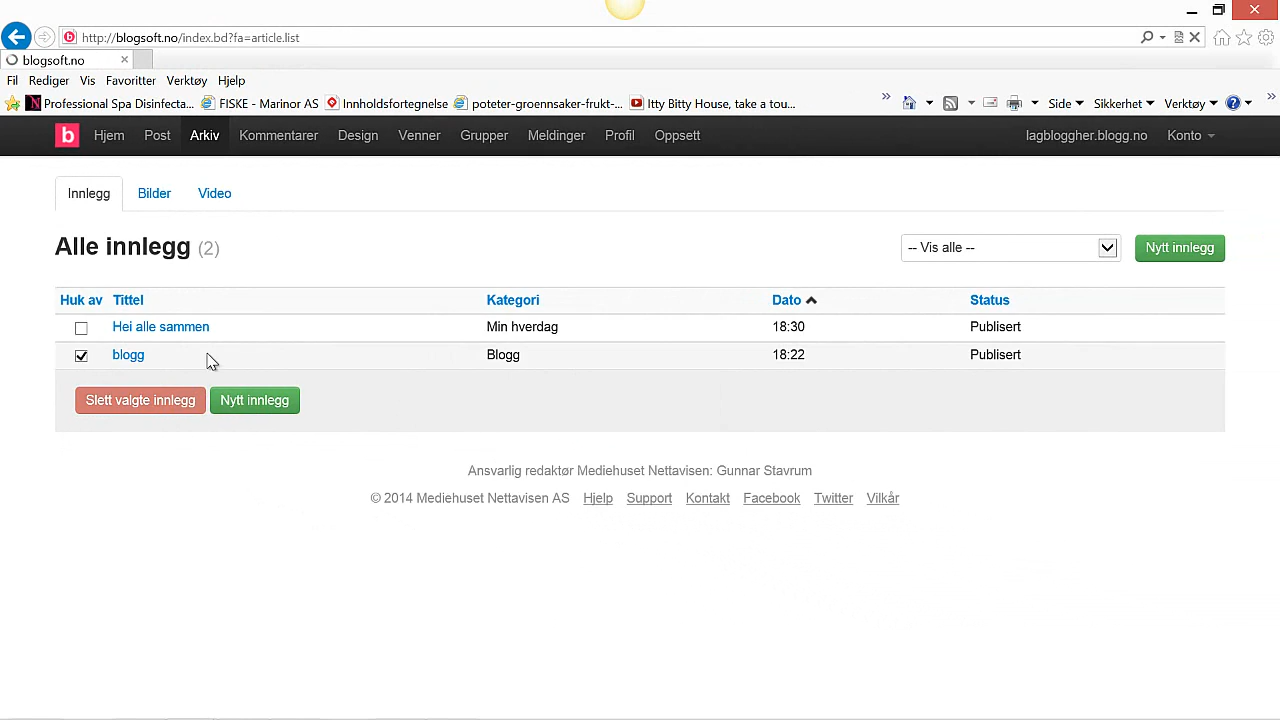 http://blogsoft.no/index.bd?fa=article.list
blogsoft.no
Fil Rediger Vis Favoritter Verktøy Hjelp
Professional Spa Disinfecta... FISKE - Marinor AS Innholdsfortegnelse poteter-groennsaker-frukt-... Itty Bitty House, take a tou... » Side Sikkerhet Verktøy »
b Hjem Post Arkiv Kommentarer Design Venner Grupper Meldinger Profil Oppsett lagbloggher.blogg.no Konto
Innlegg Bilder Video
Alle innlegg (2) -- Vis alle -- Nytt innlegg
Huk av Tittel Kategori Dato Status
Hei alle sammen Min hverdag 18:30 Publisert
blogg Blogg 18:22 Publisert
Slett valgte innlegg Nytt innlegg
Ansvarlig redaktør Mediehuset Nettavisen: Gunnar Stavrum
© 2014 Mediehuset Nettavisen AS Hjelp Support Kontakt Facebook Twitter Vilkår